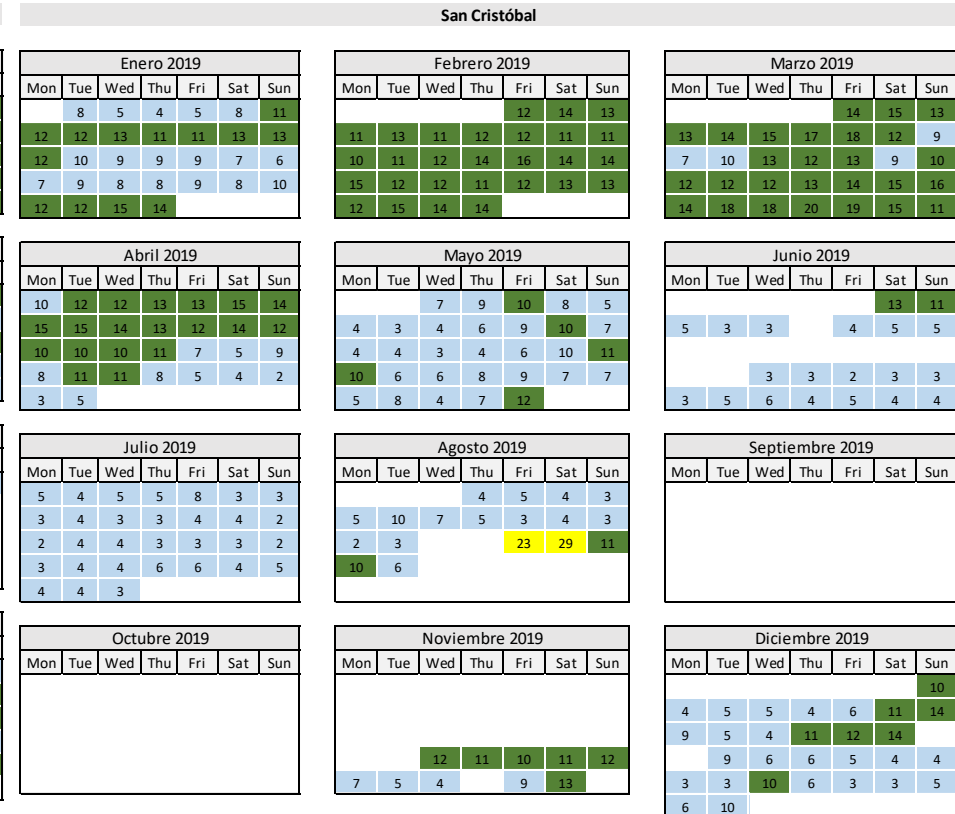 San Cristóbal
Enero 2019
Mon Tue Wed Thu Fri Sat Sun
8 5 4 5 8 11
12 12 13 11 11 13 13
12 10 9 9 9 7 6
7 9 8 8 9 8 10
12 12 15 14
Febrero 2019
Mon Tue Wed Thu Fri Sat Sun
12 14 13
11 13 11 12 12 11 11
10 11 12 14 16 14 14
15 12 12 11 12 13 13
12 15 14 14
Marzo 2019
Mon Tue Wed Thu Fri Sat Sun
14 15 13
13 14 15 17 18 12 9
7 10 13 12 13 9 10
12 12 12 13 14 15 16
14 18 18 20 19 15 11
Abril 2019
Mon Tue Wed Thu Fri Sat Sun
10 12 12 13 13 15 14
15 15 14 13 12 14 12
10 10 10 11 7 5 9
8 11 11 8 5 4 2
3 5
Mayo 2019
Mon Tue Wed Thu Fri Sat Sun
7 9 10 8 5
4 3 4 6 9 10 7
4 4 3 4 6 10 11
10 6 6 8 9 7 7
5 8 4 7 12
Junio 2019
Mon Tue Wed Thu Fri Sat Sun
13 11
5 3 3 4 5 5
3 3 2 3 3
3 5 6 4 5 4 4
Julio 2019
Mon Tue Wed Thu Fri Sat Sun
5 4 5 5 8 3 3
3 4 3 3 4 4 2
2 4 4 3 3 3 2
3 4 4 6 6 4 5
4 4 3
Agosto 2019
Mon Tue Wed Thu Fri Sat Sun
4 5 4 3
5 10 7 5 3 4 3
2 3 23 29 11
10 6
Septiembre 2019
Mon Tue Wed Thu Fri Sat Sun
Octubre 2019
Mon Tue Wed Thu Fri Sat Sun
Noviembre 2019
Mon Tue Wed Thu Fri Sat Sun
12 11 10 11 12
7 5 4 9 13
Diciembre 2019
Mon Tue Wed Thu Fri Sat Sun
10
4 5 5 4 6 11 14
9 5 4 11 12 14
9 6 6 5 4 4
3 3 10 6 3 3 5
6 10